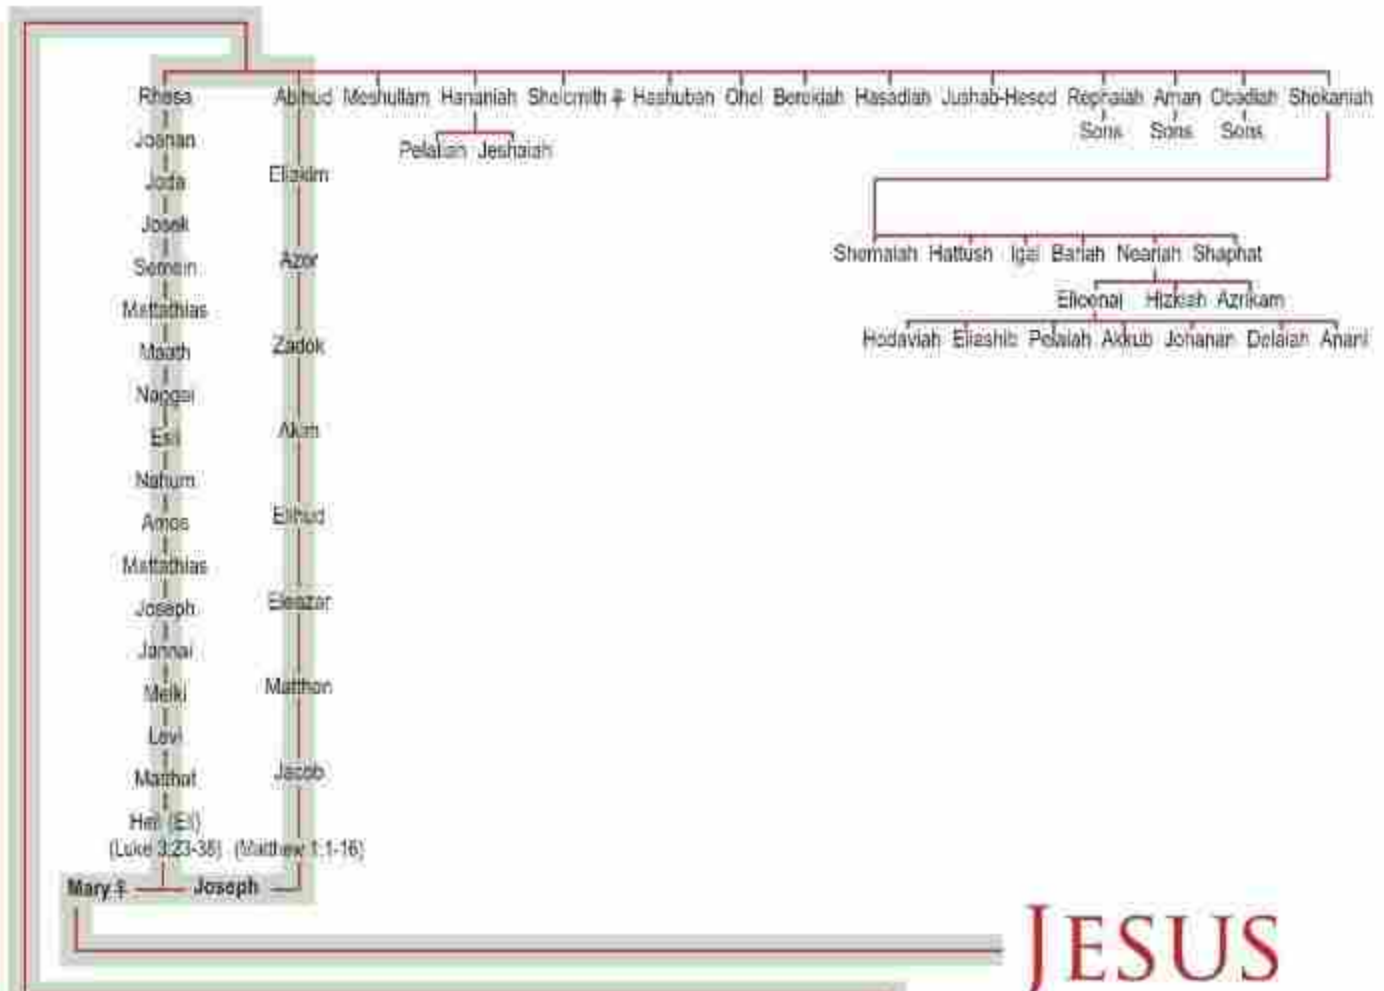 Rhesa Abihud Meshullam Hananiah Shelomith Hashubah Ohel Berekiah Hasadiah Jushab-Hesed Rephaiah Arnan Obadiah Shekaniah
Sons Sons Sons
Joanan
Pelatiah Jeshaiah
Eliakim
Joda
Josek
Shemaiah Hattush Igal Bariah Neariah Shaphat
Azor
Semein
Elioenai Hizkiah Azrikam
Mattathias
Hodaviah Eliashib Pelaiah Akkub Johanan Delaiah Anani
Zadok
Maath
Naggai
Akim
Esli
Nahum
Elihud
Amos
Mattathias
Eleazar
Joseph
Jannai
Matthan
Melki
Levi
Jacob
Matthat
Heli (Eli)
(Luke 3:23-38) (Matthew 1:1-16)
Mary Joseph
JESUS